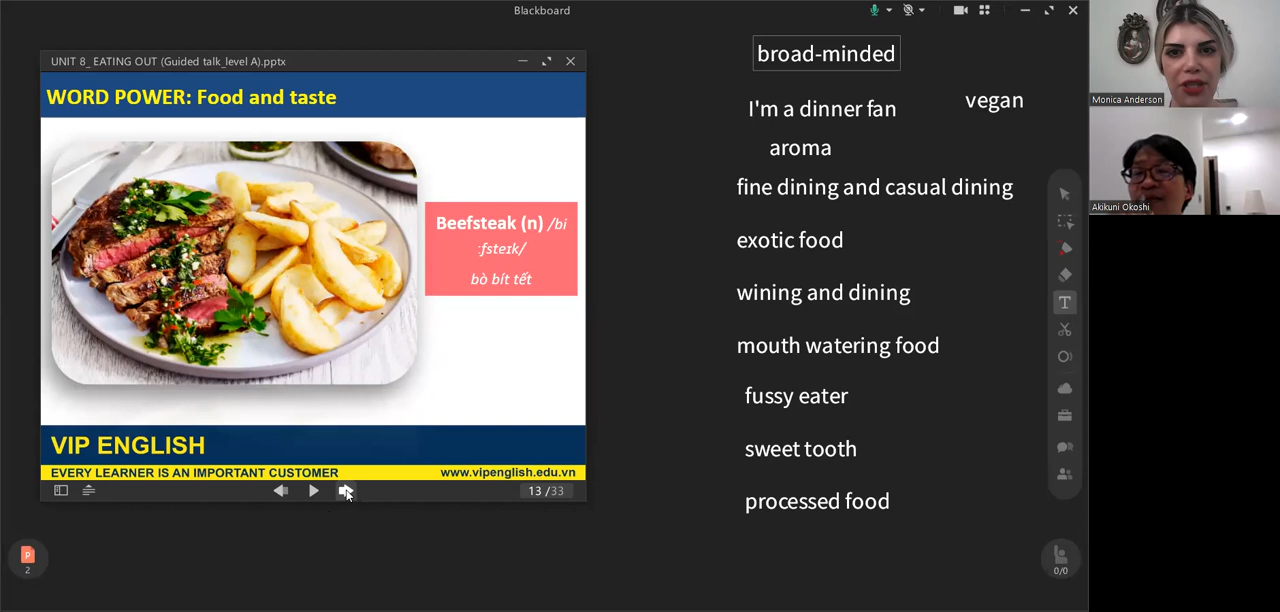 Blackboard
UNIT 8_ EATING OUT (Guided talk_level A).pptx
WORD POWER: Food and taste
Beefsteak (n) /bi
ːfsteɪk/
bò bít tết
VIP ENGLISH
EVERY LEARNER IS AN IMPORTANT CUSTOMER
www.vipenglish.edu.vn
13 /33
P
2
broad-minded
I'm a dinner fan
vegan
aroma
fine dining and casual dining
exotic food
wining and dining
mouth watering food
fussy eater
sweet tooth
processed food
T
0/0
Monica Anderson
Akikuni Okoshi